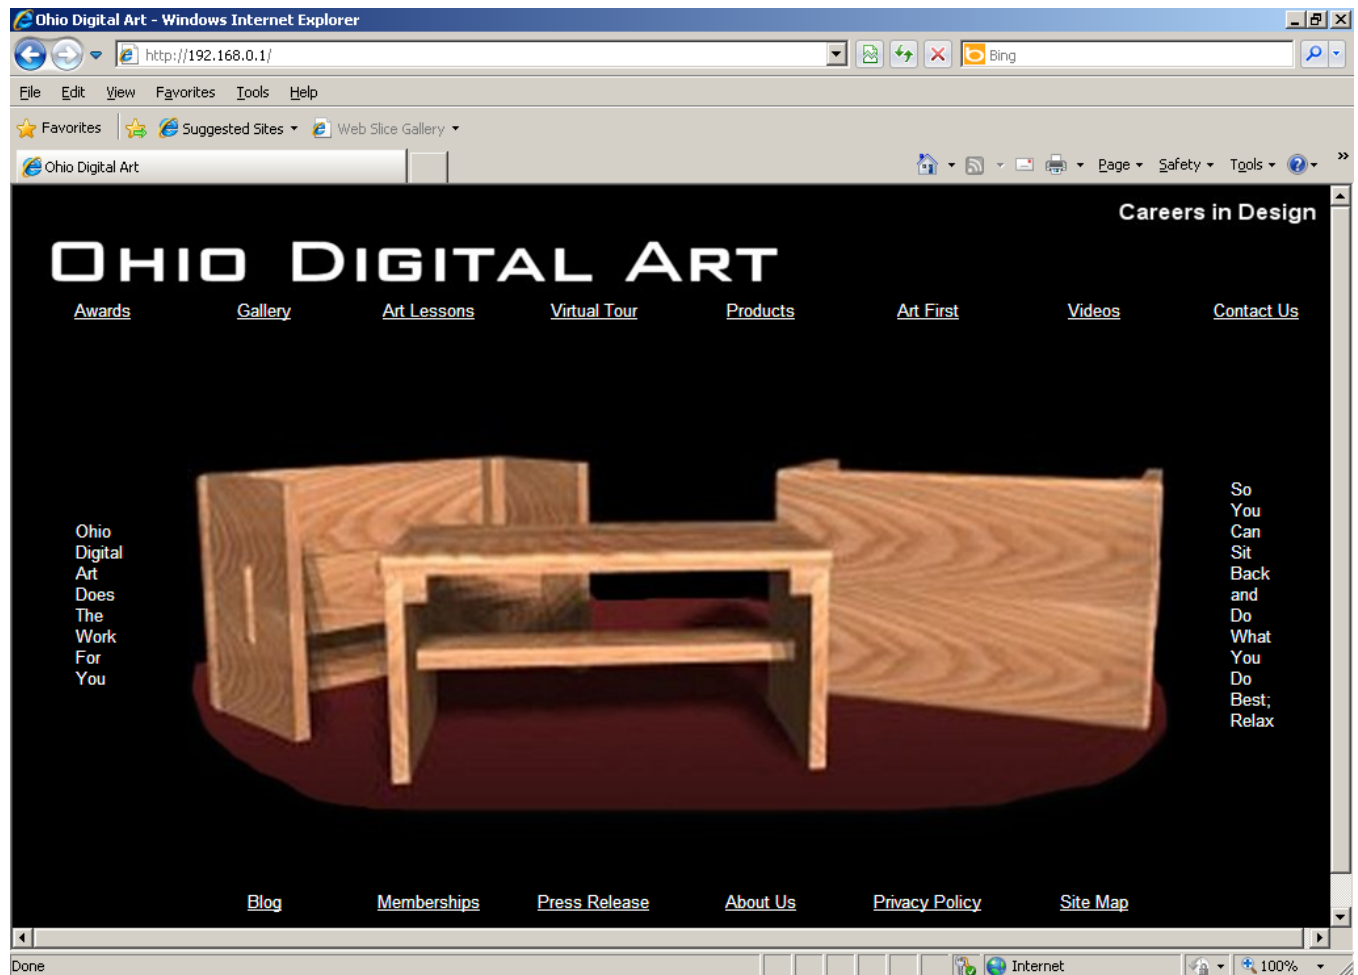 Ohio Digital Art - Windows Internet Explorer
http://192.168.0.1/
Bing
File Edit View Favorites Tools Help
Favorites Suggested Sites Web Slice Gallery
Ohio Digital Art
Page Safety Tools »
Careers in Design
OHIO DIGITAL ART
Awards Gallery Art Lessons Virtual Tour Products Art First Videos Contact Us
Ohio
Digital
Art
Does
The
Work
For
You
So
You
Can
Sit
Back
and
Do
What
You
Do
Best;
Relax
Blog Memberships Press Release About Us Privacy Policy Site Map
Done Internet 100%